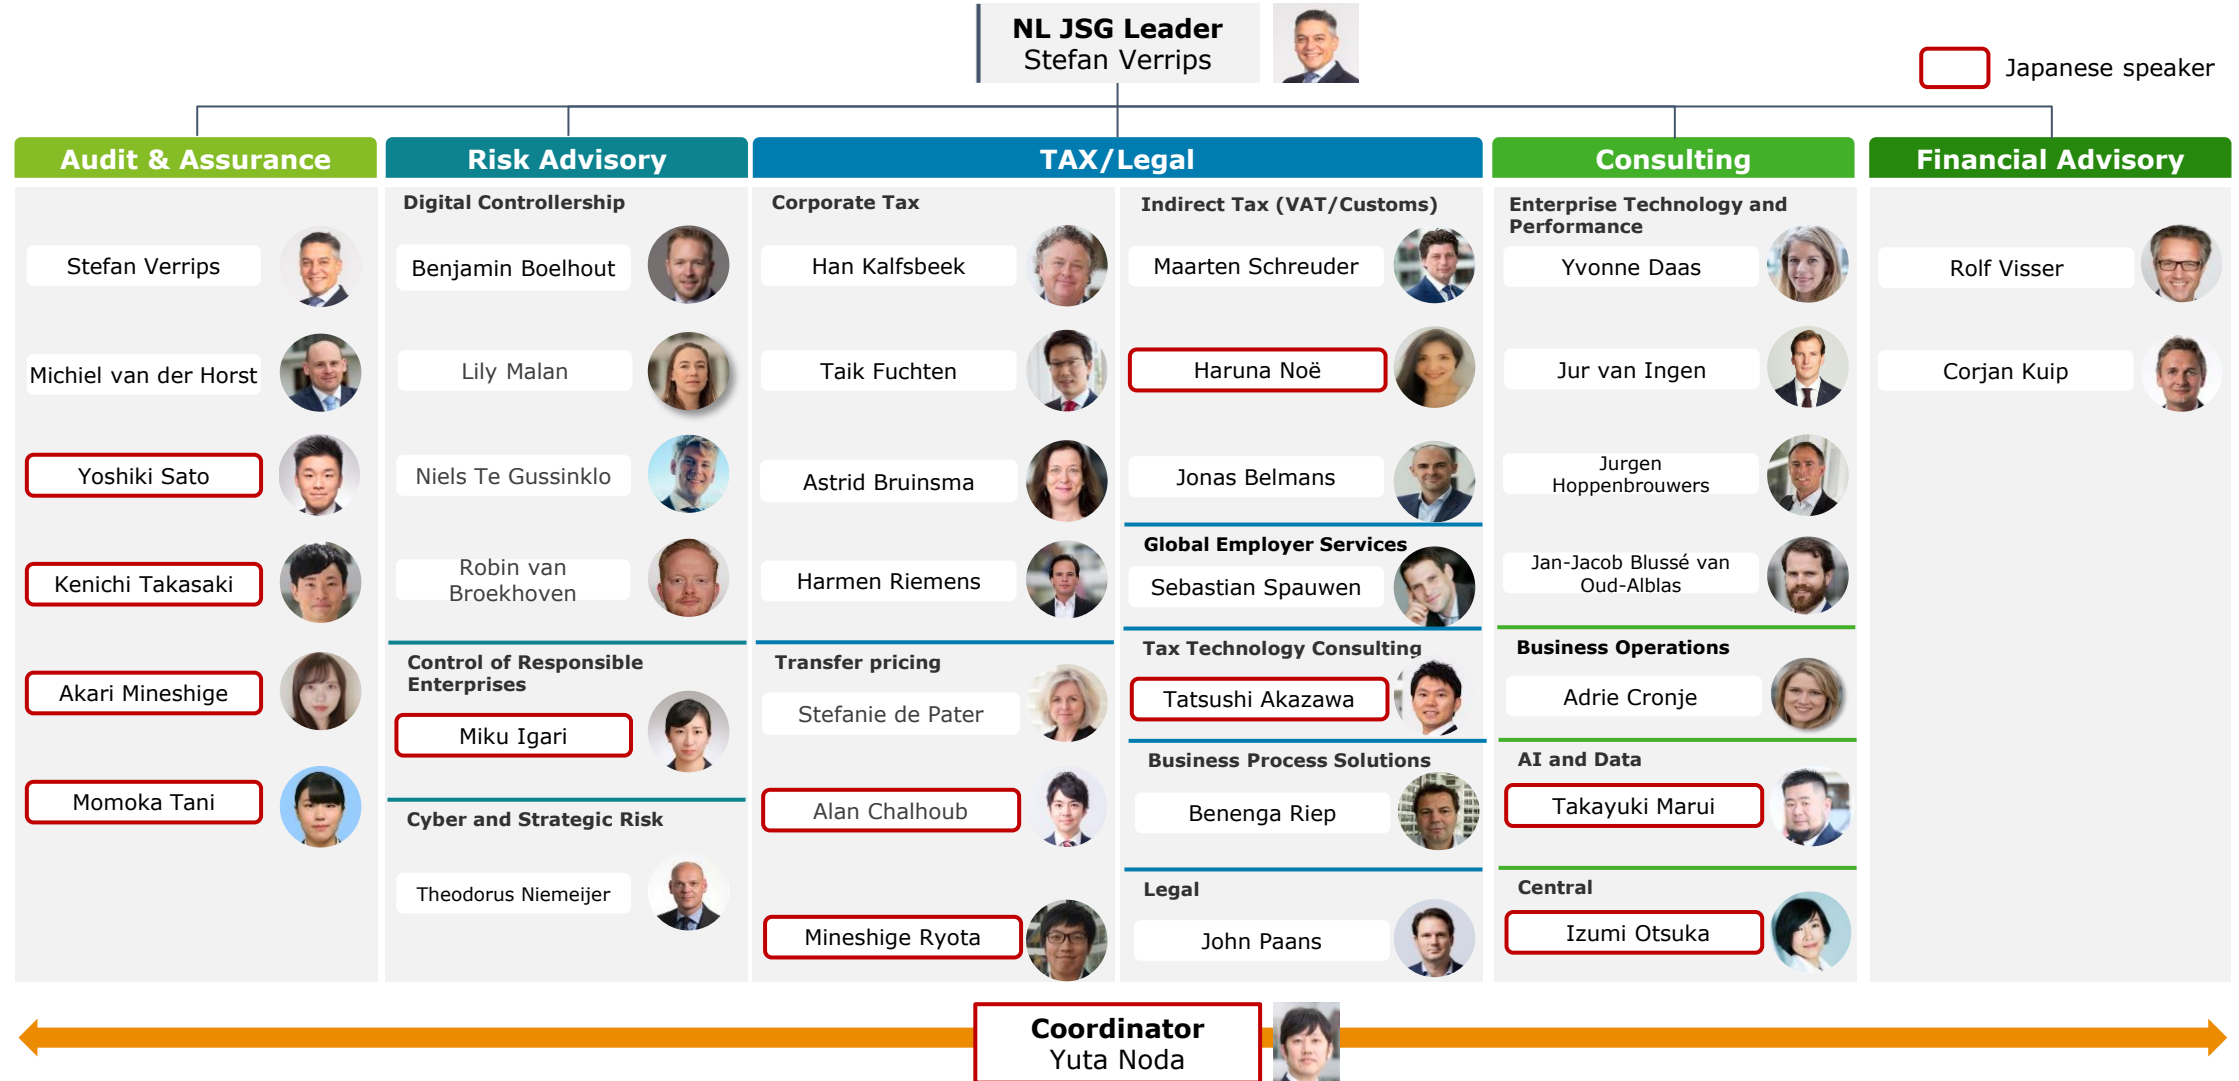 NL JSG Leader
Stefan Verrips
Japanese speaker
Audit & Assurance
Stefan Verrips
Michiel van der Horst
Yoshiki Sato
Kenichi Takasaki
Akari Mineshige
Momoka Tani
Risk Advisory
Digital Controllership
Benjamin Boelhout
Lily Malan
Niels Te Gussinklo
Robin van
Broekhoven
Control of Responsible
Enterprises
Miku Igari
Cyber and Strategic Risk
Theodorus Niemeijer
TAX/Legal
Corporate Tax
Han Kalfsbeek
Taik Fuchten
Astrid Bruinsma
Harmen Riemens
Transfer pricing
Stefanie de Pater
Alan Chalhoub
Mineshige Ryota
Indirect Tax (VAT/Customs)
Maarten Schreuder
Haruna Noë
Jonas Belmans
Global Employer Services
Sebastian Spauwen
Tax Technology Consulting
Tatsushi Akazawa
Business Process Solutions
Benenga Riep
Legal
John Paans
Consulting
Enterprise Technology and
Performance
Yvonne Daas
Jur van Ingen
Jurgen
Hoppenbrouwers
Jan-Jacob Blussé van
Oud-Alblas
Business Operations
Adrie Cronje
AI and Data
Takayuki Marui
Central
Izumi Otsuka
Financial Advisory
Rolf Visser
Corjan Kuip
Coordinator
Yuta Noda